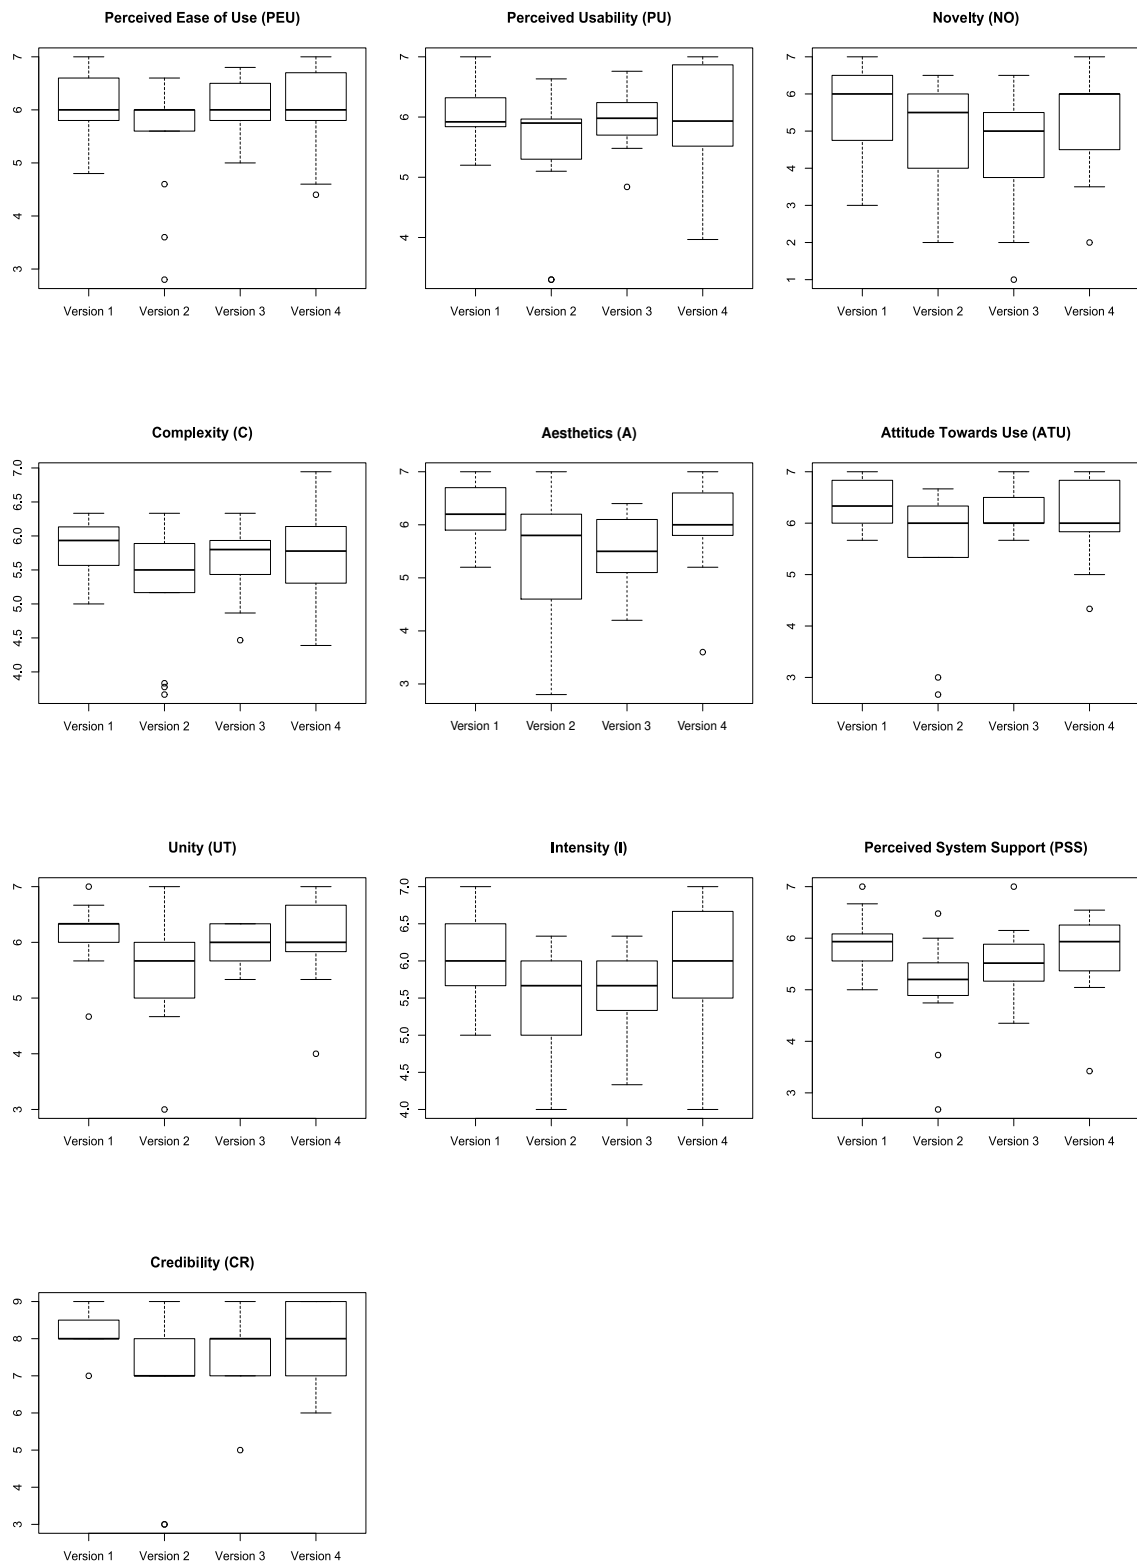 Perceived Ease of Use (PEU)
7
6
5
4
3
Version 1 Version 2 Version 3 Version 4
Perceived Usability (PU)
7
6
5
4
Version 1 Version 2 Version 3 Version 4
Novelty (NO)
7
6
5
4
3
2
1
Version 1 Version 2 Version 3 Version 4
Complexity (C)
7.0
6.5
6.0
5.5
5.0
4.5
4.0
Version 1 Version 2 Version 3 Version 4
Aesthetics (A)
7
6
5
4
3
Version 1 Version 2 Version 3 Version 4
Attitude Towards Use (ATU)
7
6
5
4
3
Version 1 Version 2 Version 3 Version 4
Unity (UT)
7
6
5
4
3
Version 1 Version 2 Version 3 Version 4
Intensity (I)
7.0
6.5
6.0
5.5
5.0
4.5
4.0
Version 1 Version 2 Version 3 Version 4
Perceived System Support (PSS)
7
6
5
4
3
Version 1 Version 2 Version 3 Version 4
Credibility (CR)
9
8
7
6
5
4
3
Version 1 Version 2 Version 3 Version 4